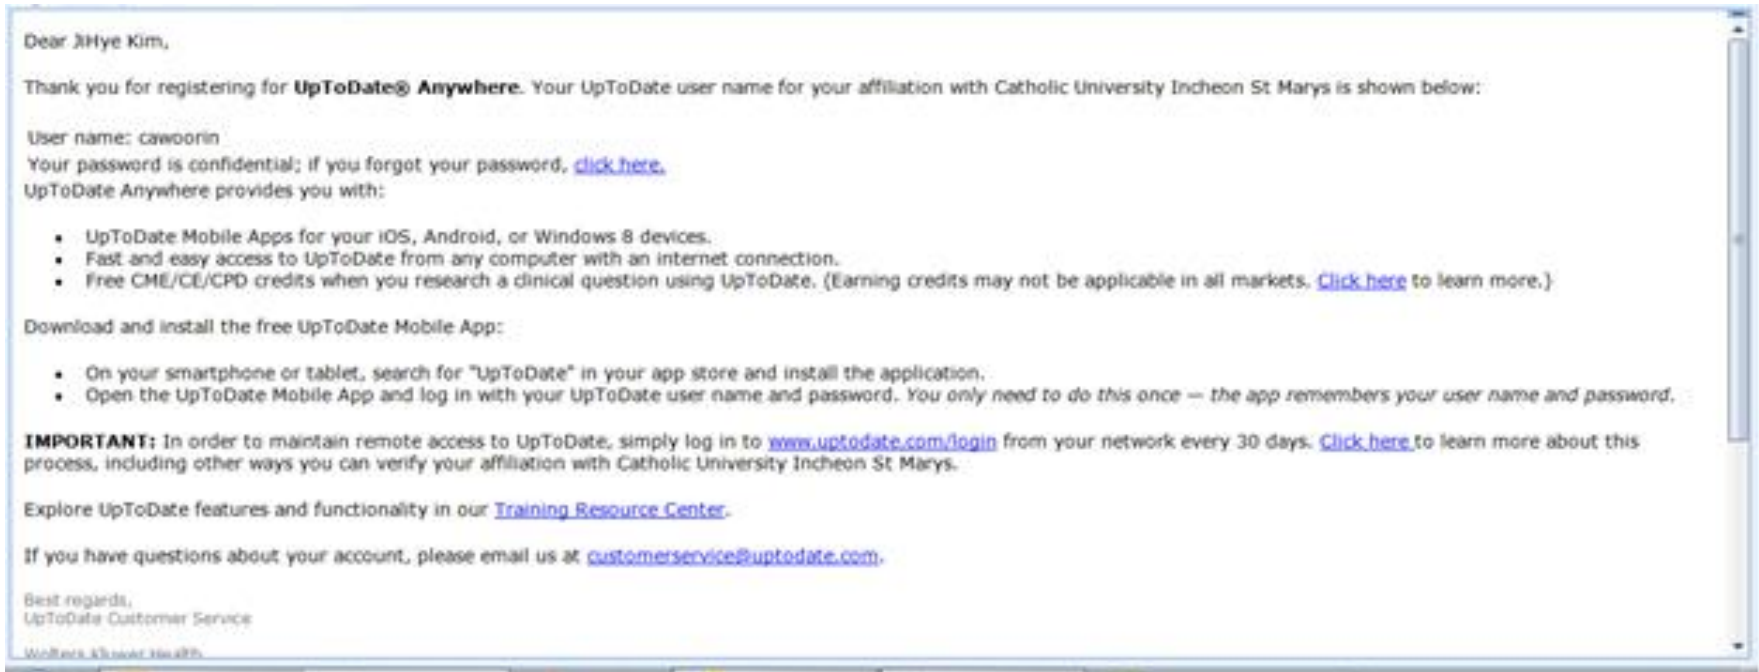 Dear JiHye Kim,
Thank you for registering for UpToDate® Anywhere. Your UpToDate user name for your affiliation with Catholic University Incheon St Marys is shown below:
User name: cawoorin
Your password is confidential; if you forgot your password, click here.
UpToDate Anywhere provides you with:
• UpToDate Mobile Apps for your iOS, Android, or Windows 8 devices.
• Fast and easy access to UpToDate from any computer with an internet connection.
• Free CME/CE/CPD credits when you research a clinical question using UpToDate. (Earning credits may not be applicable in all markets. Click here to learn more.)
Download and install the free UpToDate Mobile App:
• On your smartphone or tablet, search for "UpToDate" in your app store and install the application.
• Open the UpToDate Mobile App and log in with your UpToDate user name and password. You only need to do this once — the app remembers your user name and password.
IMPORTANT: In order to maintain remote access to UpToDate, simply log in to www.uptodate.com/login from your network every 30 days. Click here to learn more about this
process, including other ways you can verify your affiliation with Catholic University Incheon St Marys.
Explore UpToDate features and functionality in our Training Resource Center.
If you have questions about your account, please email us at customerservice@uptodate.com.
Best regards,
UpToDate Customer Service
Wolters Kluwer Health